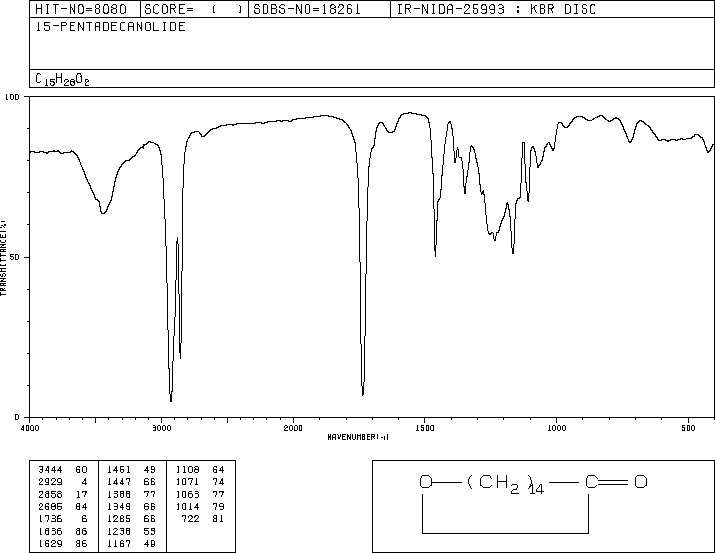 HIT-NO=8080 SCORE= ( ) SDBS-NO=18261 IR-NIDA-25993 : KBR DISC
15-PENTADECANOLIDE
C15H28O2
100
50
0
TRANSMITTANCE(%)
4000 3000 2000 1500 1000 500
WAVENUMBER(-1)
3444 60 1461 49 1108 64
2929 4 1447 66 1071 74
2858 17 1388 77 1063 77
2685 84 1349 66 1014 79
1736 6 1285 66 722 81
1636 86 1238 53
1629 86 1167 49
O (CH2)14 C O